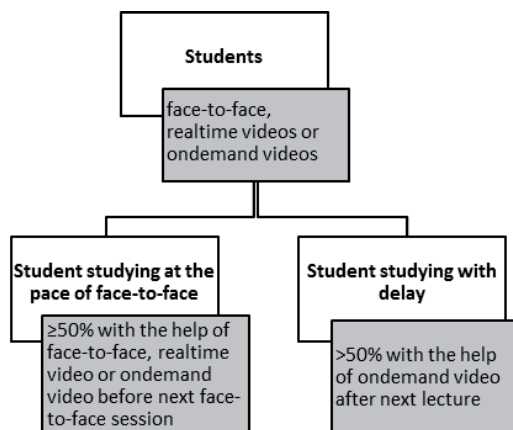 Students
face-to-face,
realtime videos or
ondemand videos
Student studying at the
pace of face-to-face
≥50% with the help of
face-to-face, realtime
video or ondemand
video before next face-
to-face session
Student studying with
delay
>50% with the help
of ondemand video
after next lecture